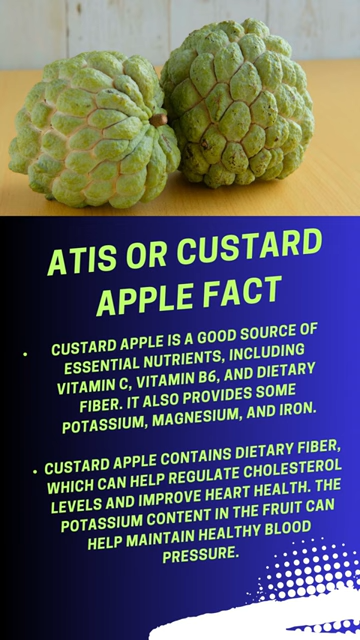 ATIS OR CUSTARD
APPLE FACT
• CUSTARD APPLE IS A GOOD SOURCE OF
ESSENTIAL NUTRIENTS, INCLUDING
VITAMIN C, VITAMIN B6, AND DIETARY
FIBER. IT ALSO PROVIDES SOME
POTASSIUM, MAGNESIUM, AND IRON.
• CUSTARD APPLE CONTAINS DIETARY FIBER,
WHICH CAN HELP REGULATE CHOLESTEROL
LEVELS AND IMPROVE HEART HEALTH. THE
POTASSIUM CONTENT IN THE FRUIT CAN
HELP MAINTAIN HEALTHY BLOOD
PRESSURE.